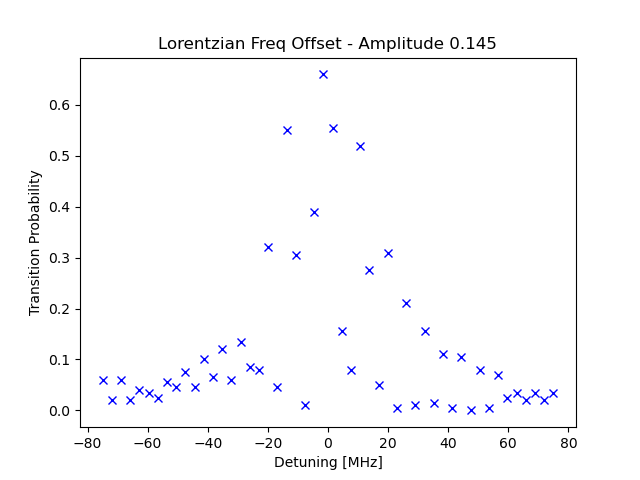 Lorentzian Freq Offset - Amplitude 0.145
Transition Probability
0.6
0.5
0.4
0.3
0.2
0.1
0.0
−80 −60 −40 −20 0 20 40 60 80
Detuning [MHz]